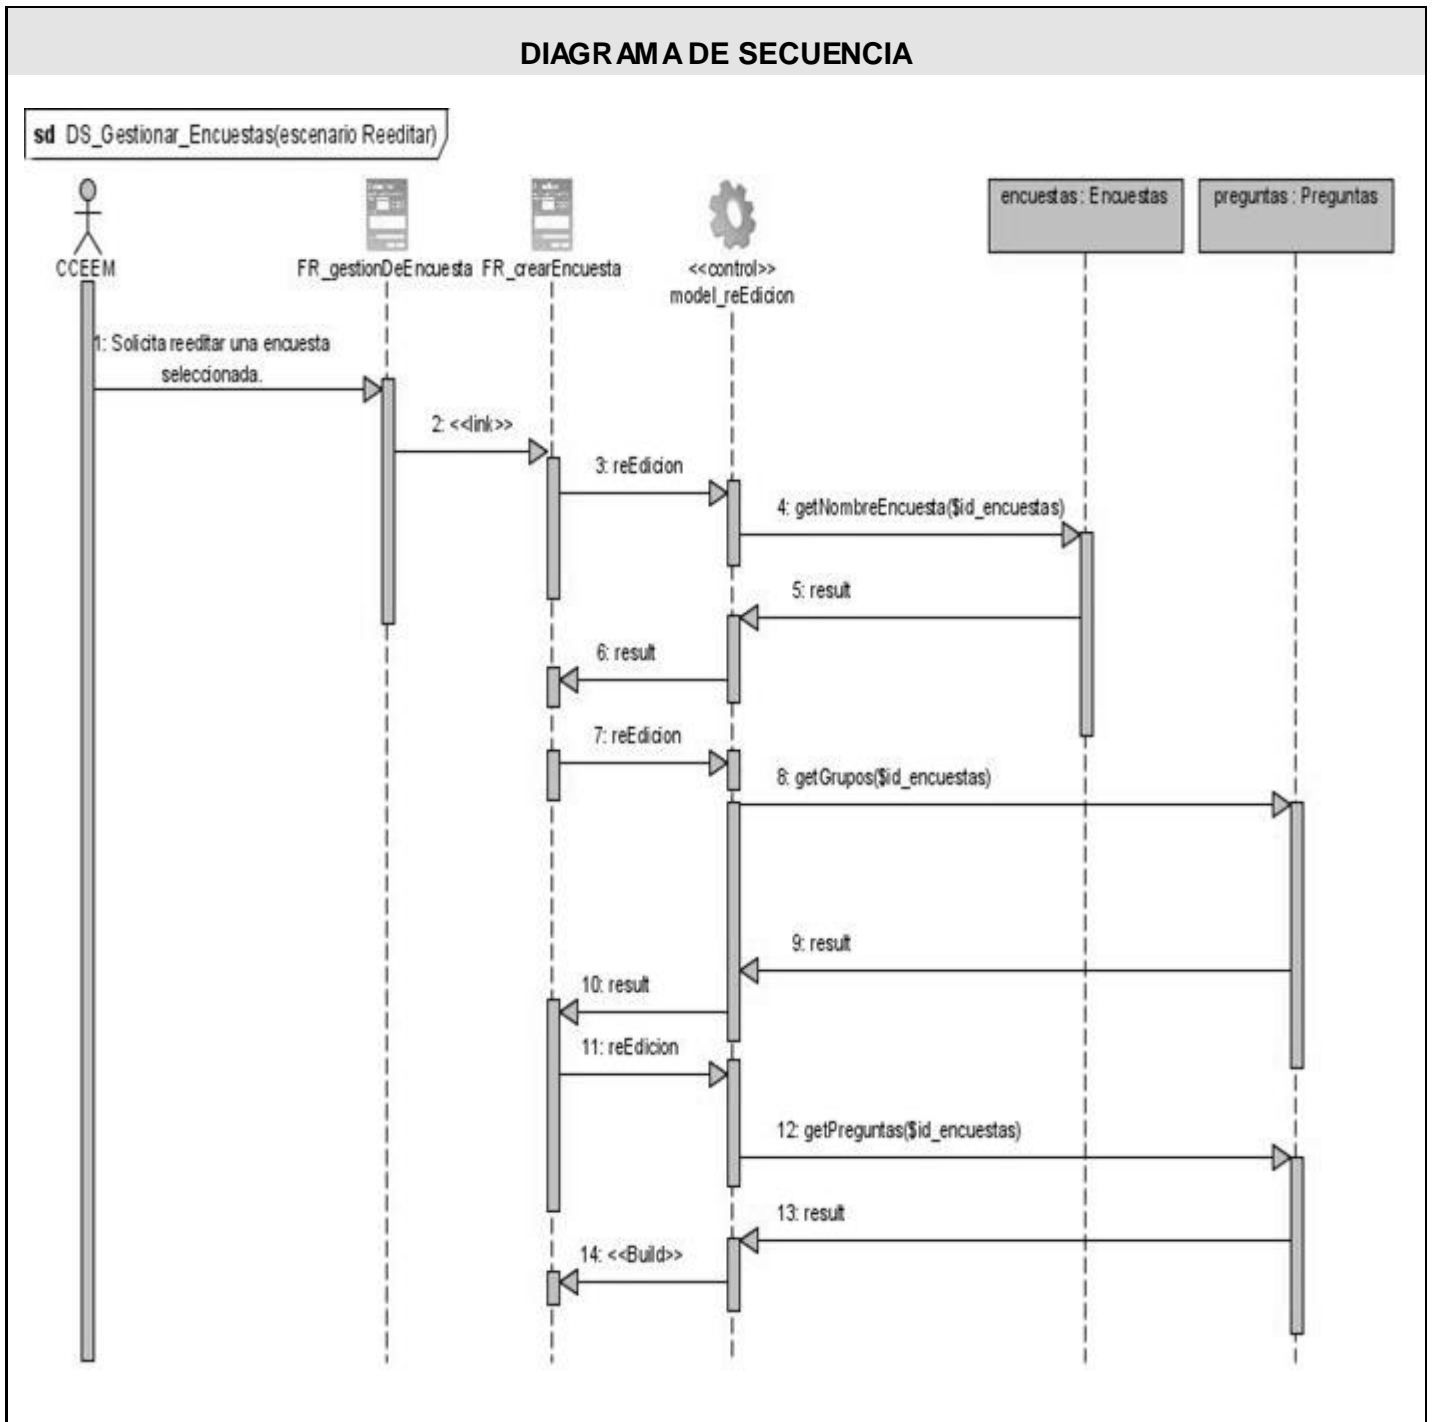 DIAGRAMA DE SECUENCIA
sd DS_Gestionar_Encuestas(escenario Reeditar)
encuestas : Encuestas
preguntas : Preguntas
CCEEM
FR_gestionDeEncuesta
FR_crearEncuesta
<<control>>
model_reEdicion
1: Solicita reeditar una encuesta
seleccionada.
2: <<link>>
3: reEdicion
4: getNombreEncuesta($id_encuestas)
5: result
6: result
7: reEdicion
8: getGrupos($id_encuestas)
9: result
10: result
11: reEdicion
12: getPreguntas($id_encuestas)
13: result
14: <<Build>>